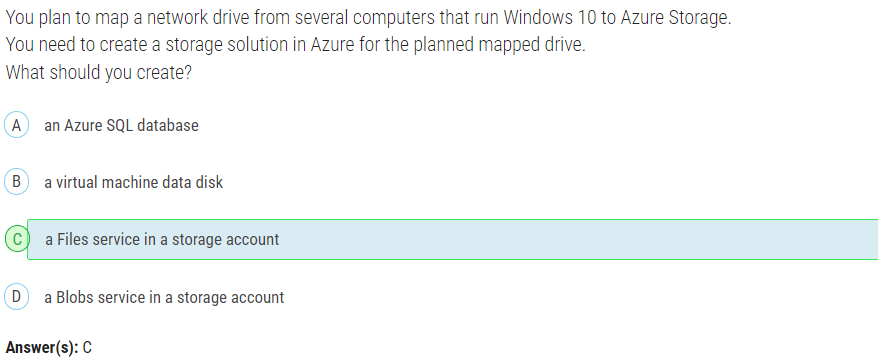 You plan to map a network drive from several computers that run Windows 10 to Azure Storage.
You need to create a storage solution in Azure for the planned mapped drive.
What should you create?
A an Azure SQL database
B a virtual machine data disk
C a Files service in a storage account
D a Blobs service in a storage account
Answer(s): C